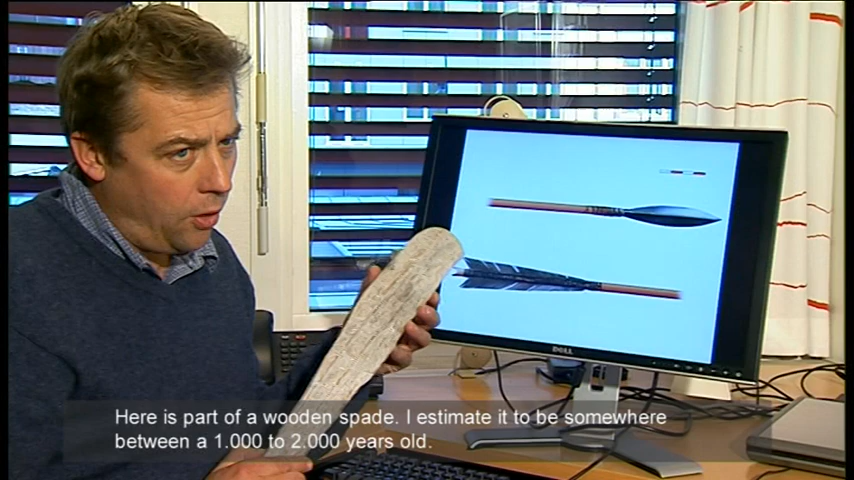 DELL
Here is part of a wooden spade. I estimate it to be somewhere
between a 1.000 to 2.000 years old.